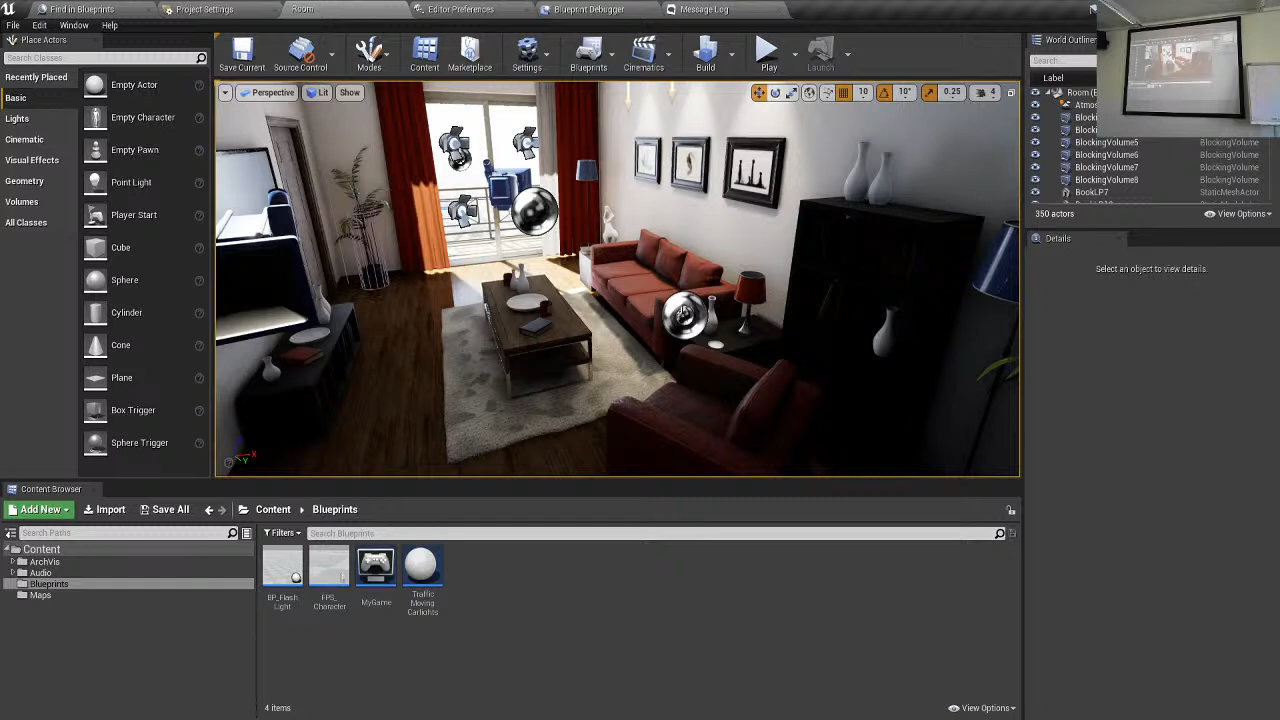 Find in Blueprints
Project Settings
Room
Editor Preferences
Blueprint Debugger
Message Log
File Edit Window Help
Place Actors
Search Classes
Recently Placed
Basic
Lights
Cinematic
Visual Effects
Geometry
Volumes
All Classes
Empty Actor
Empty Character
Empty Pawn
Point Light
Player Start
Cube
Sphere
Cylinder
Cone
Plane
Box Trigger
Sphere Trigger
Save Current
Source Control
Modes
Content
Marketplace
Settings
Blueprints
Cinematics
Build
Play
Launch
Perspective Lit Show
10 10° 0.25 4
X
Y
World Outliner
Search...
Label
Room (E
Atmos
Blocki
Blocki
BlockingVolume5 BlockingVolume
BlockingVolume6 BlockingVolume
BlockingVolume7 BlockingVolume
BlockingVolume8 BlockingVolume
BookLP7 StaticMeshActor
350 actors View Options
Details
Select an object to view details
Content Browser
Add New Import Save All Content Blueprints
Search Paths
Filters Search Blueprints
Content
ArchVis
Audio
Blueprints
Maps
BP_Flash
Light
FPS_
Character
MyGame
Traffic
Moving
Carlights
4 items View Options